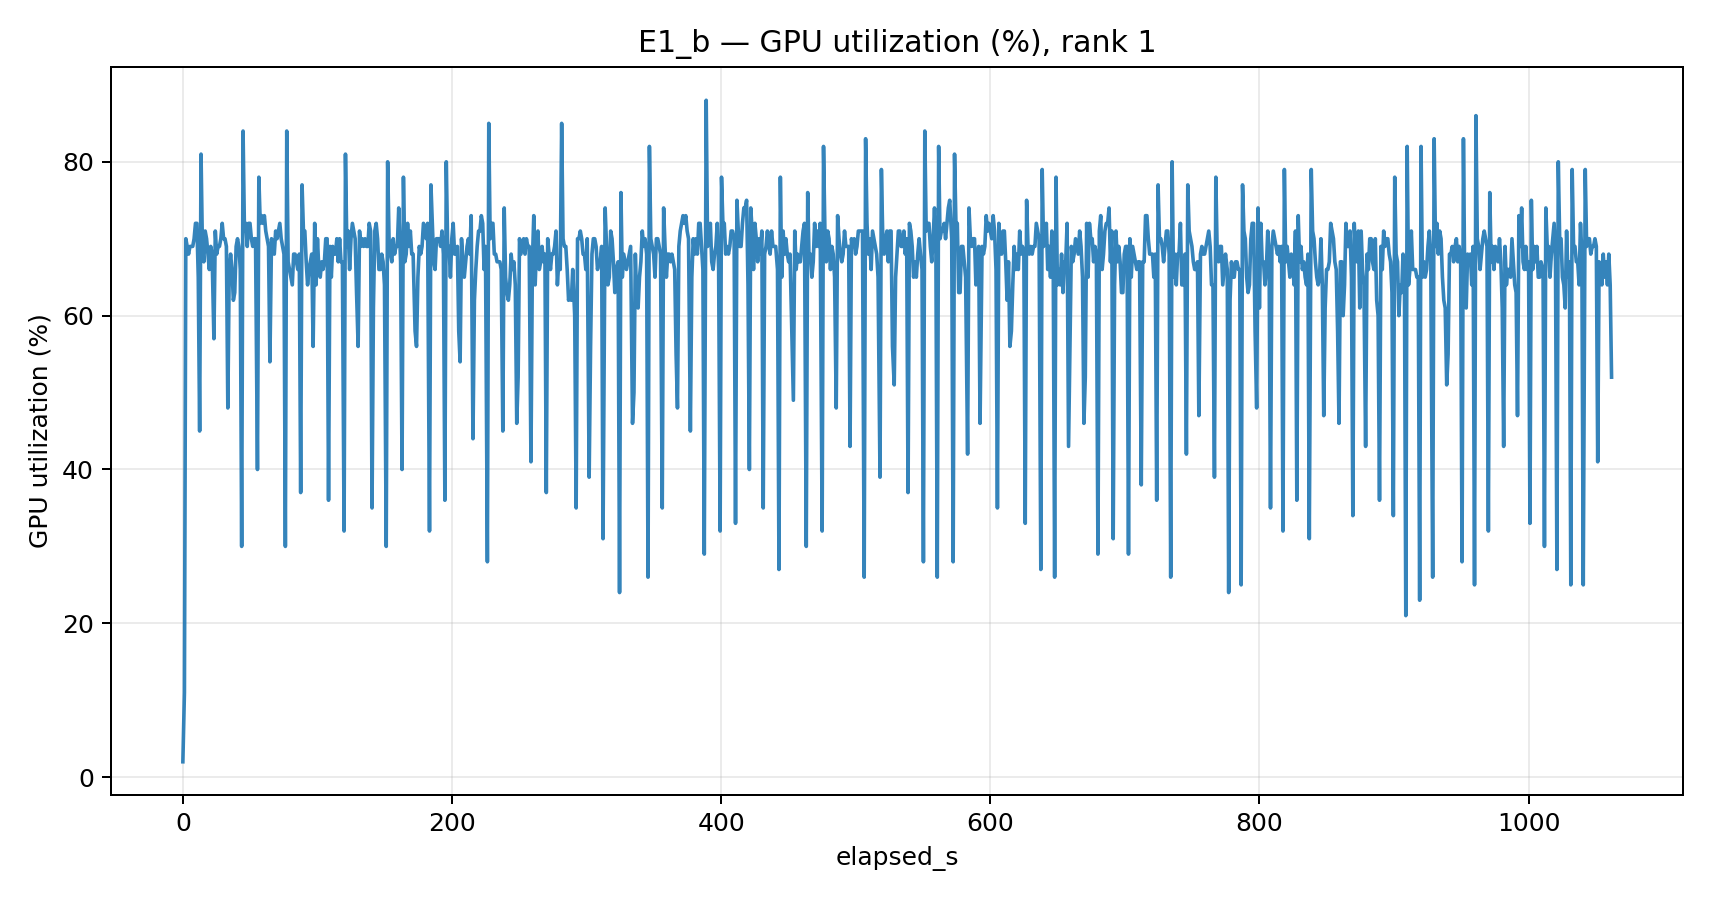 E1_b — GPU utilization (%), rank 1
GPU utilization (%)
80
60
40
20
0
0 200 400 600 800 1000
elapsed_s